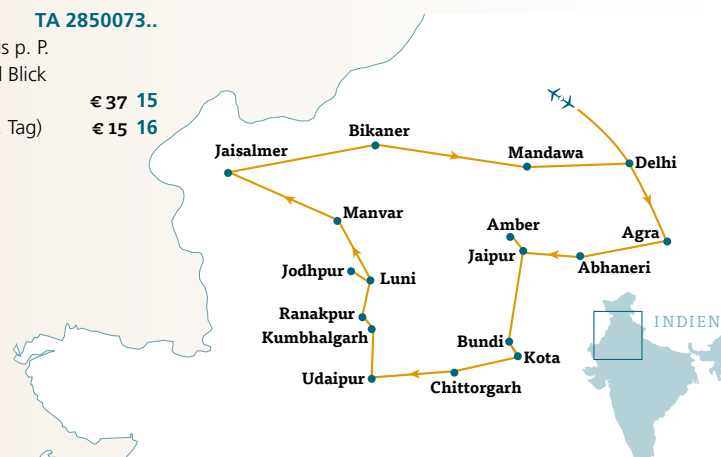 TA 2850073..
is p. P.
Blick
€ 37 15
Tag) € 15 16
Bikaner
Jaisalmer
Mandawa
Delhi
Manvar
Amber
Agra
Jaipur
Abhaneri
Jodhpur
Luni
Ranakpur
Kumbhalgarh
INDIEN
Bundi
Kota
Udaipur
Chittorgarh